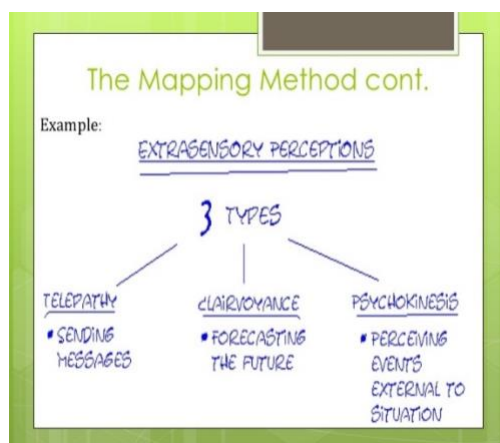 The Mapping Method cont.
Example:
EXTRASENSORY PERCEPTIONS
3 TYPES
TELEPATHY
• SENDING
MESSAGES
CLAIRVOYANCE
• FORECASTING
THE FUTURE
PSYCHOKINESIS
• PERCEIVING
EVENTS
EXTERNAL TO
SITUATION